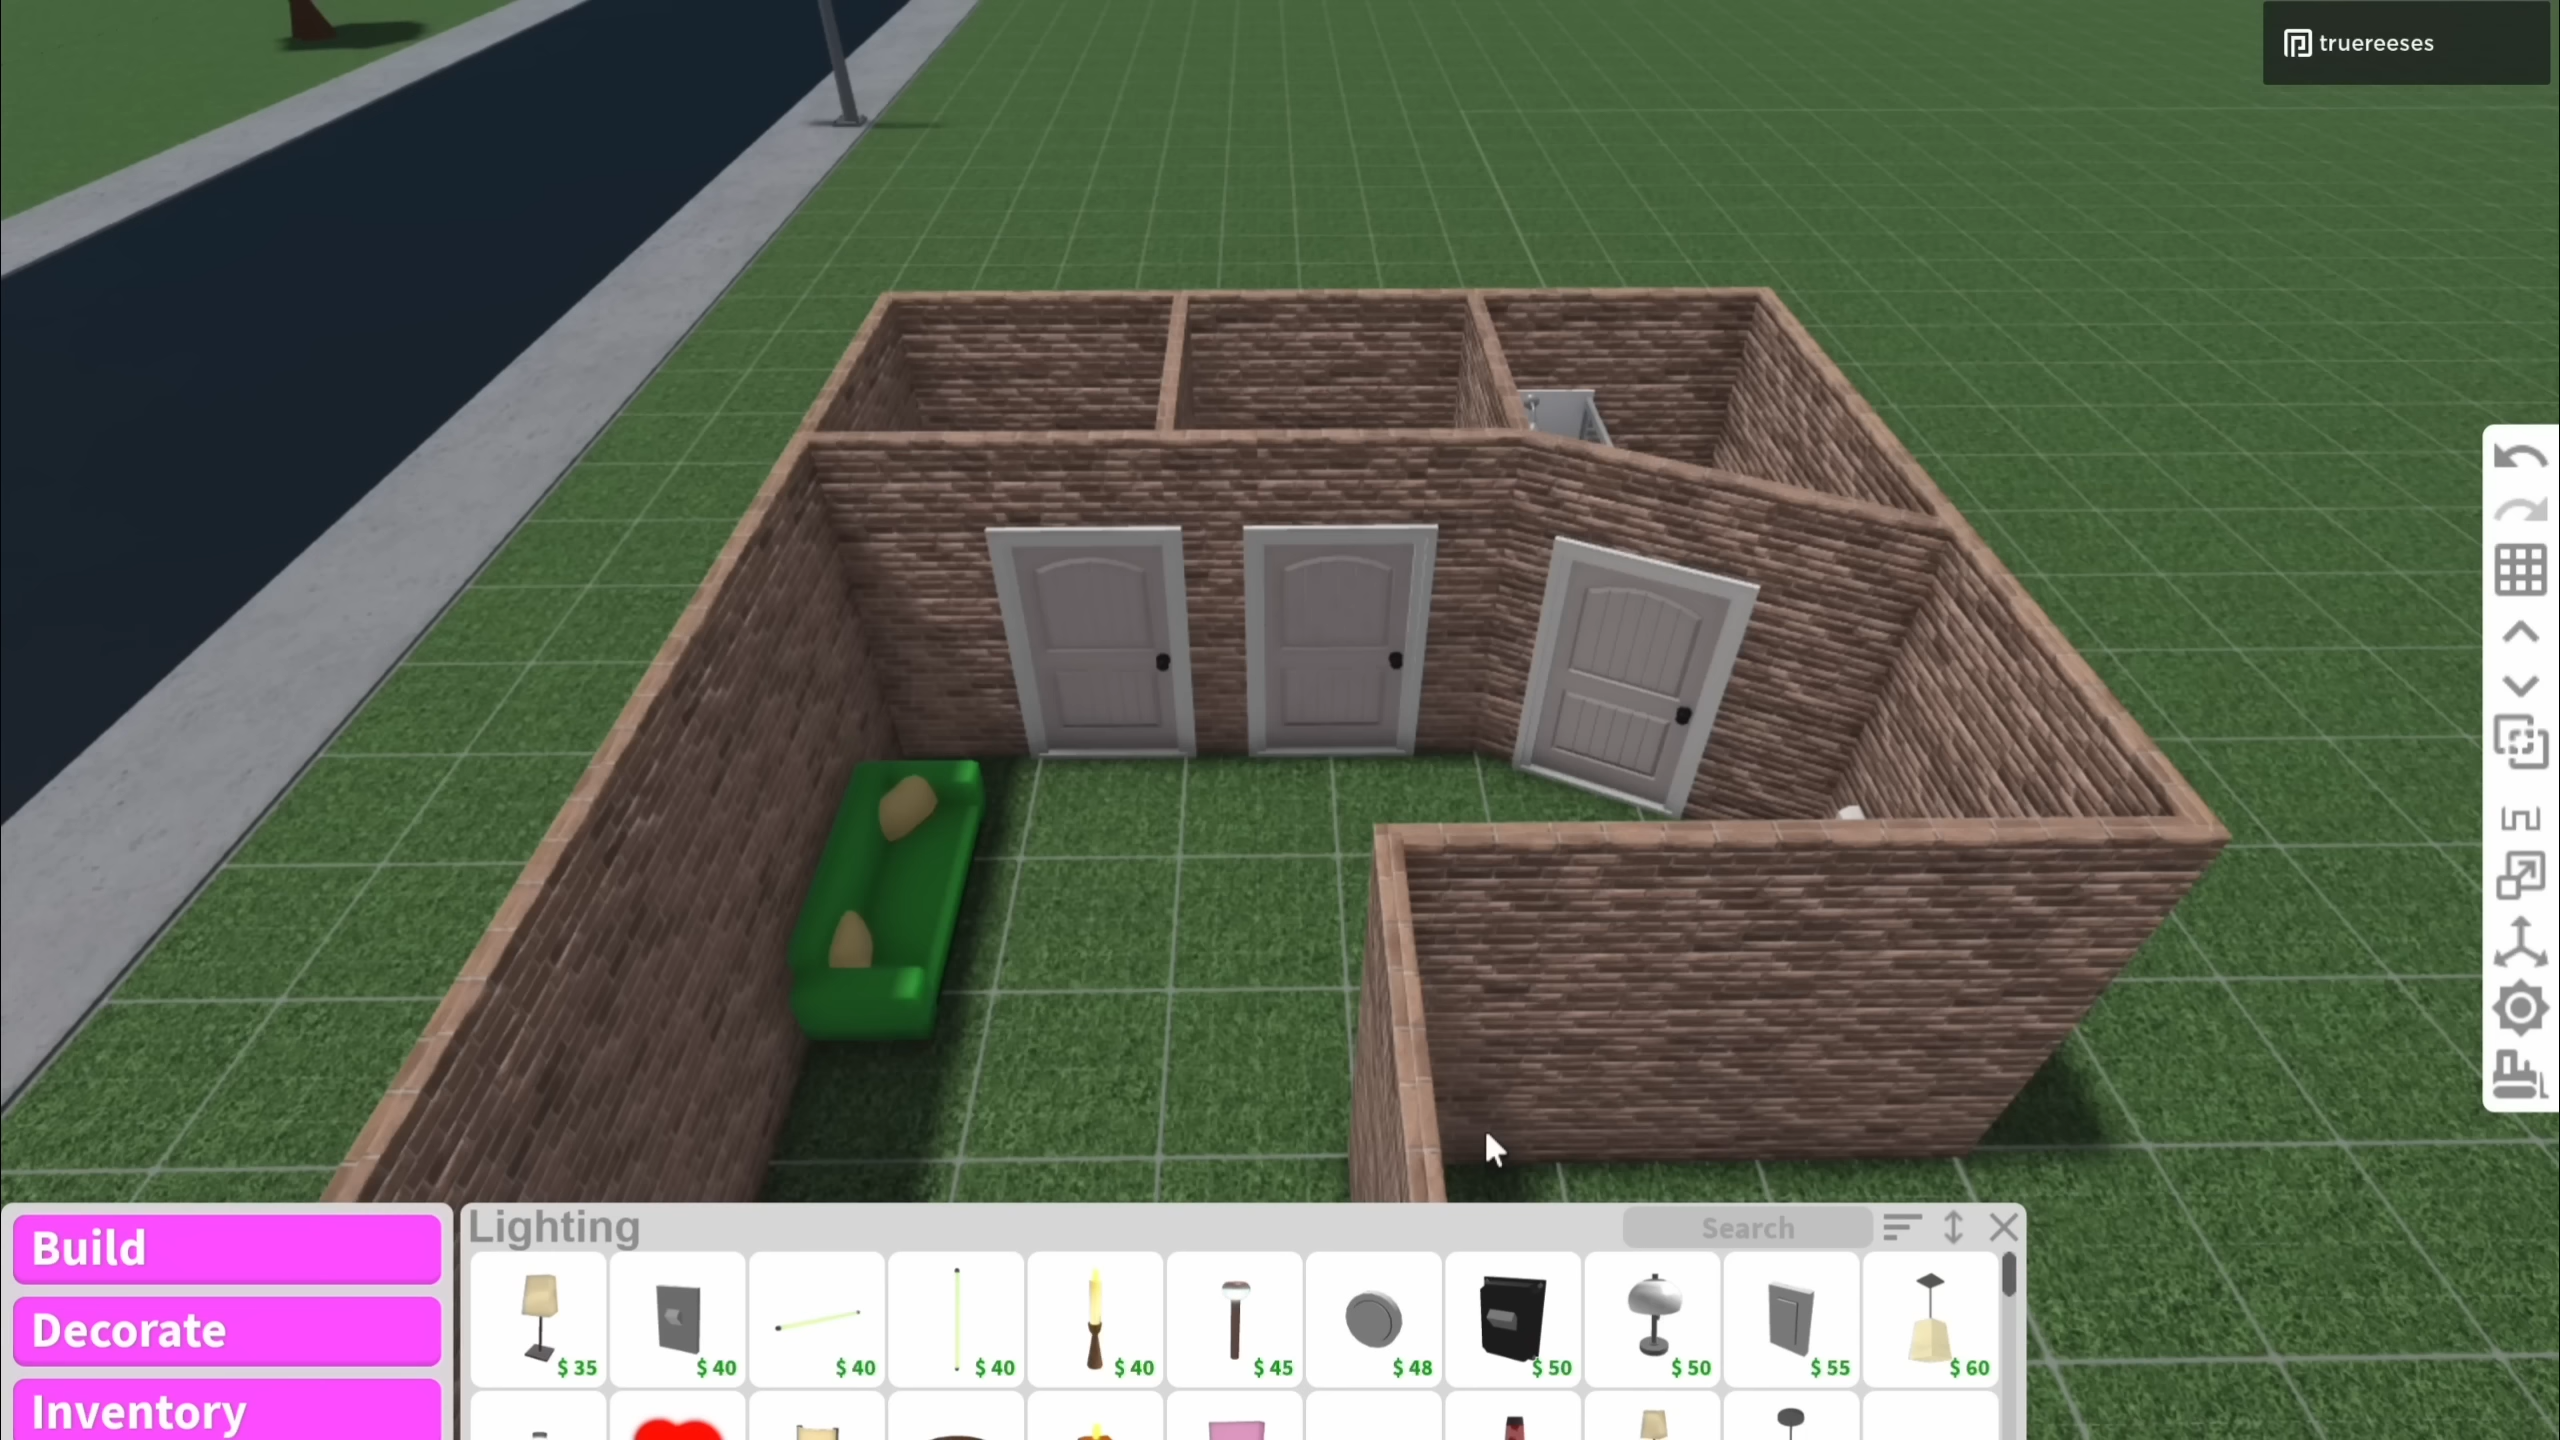 truereeses
Build
Decorate
Inventory
Lighting
Search
$ 35
$ 40
$ 40
$ 40
$ 40
$ 45
$ 48
$ 50
$ 50
$ 55
$ 60